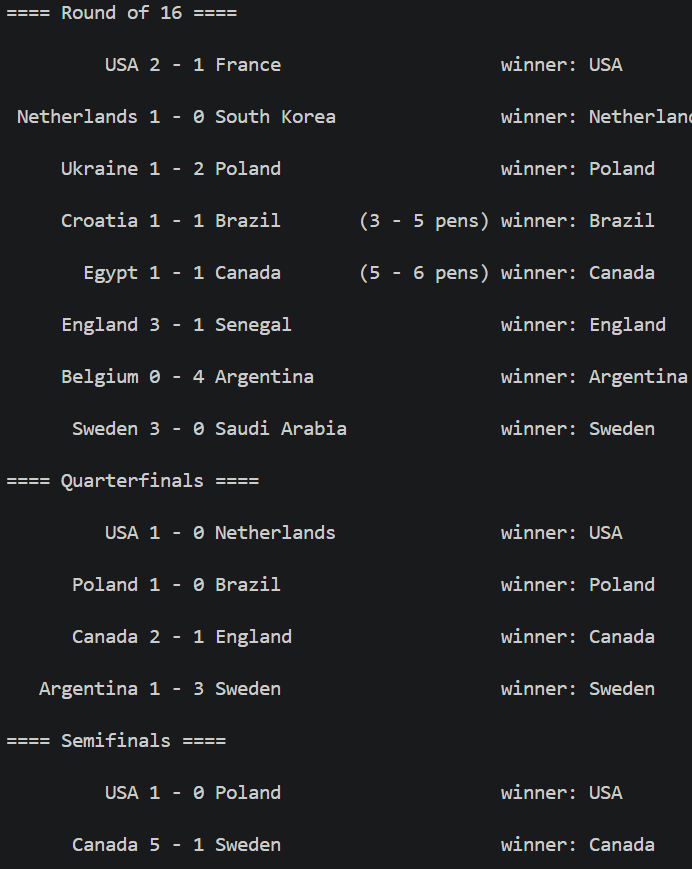 ==== Round of 16 ====
USA 2 - 1 France winner: USA
Netherlands 1 - 0 South Korea winner: Netherlan
Ukraine 1 - 2 Poland winner: Poland
Croatia 1 - 1 Brazil (3 - 5 pens) winner: Brazil
Egypt 1 - 1 Canada (5 - 6 pens) winner: Canada
England 3 - 1 Senegal winner: England
Belgium 0 - 4 Argentina winner: Argentina
Sweden 3 - 0 Saudi Arabia winner: Sweden
==== Quarterfinals ====
USA 1 - 0 Netherlands winner: USA
Poland 1 - 0 Brazil winner: Poland
Canada 2 - 1 England winner: Canada
Argentina 1 - 3 Sweden winner: Sweden
==== Semifinals ====
USA 1 - 0 Poland winner: USA
Canada 5 - 1 Sweden winner: Canada